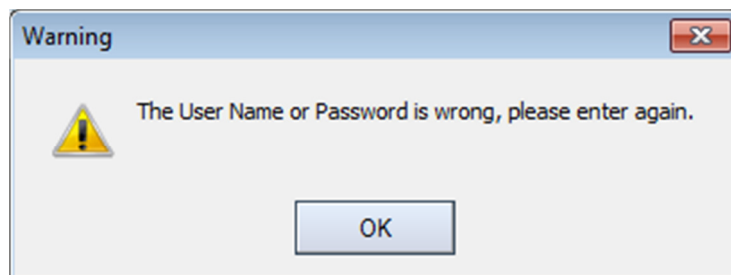 Warning
The User Name or Password is wrong, please enter again.
OK